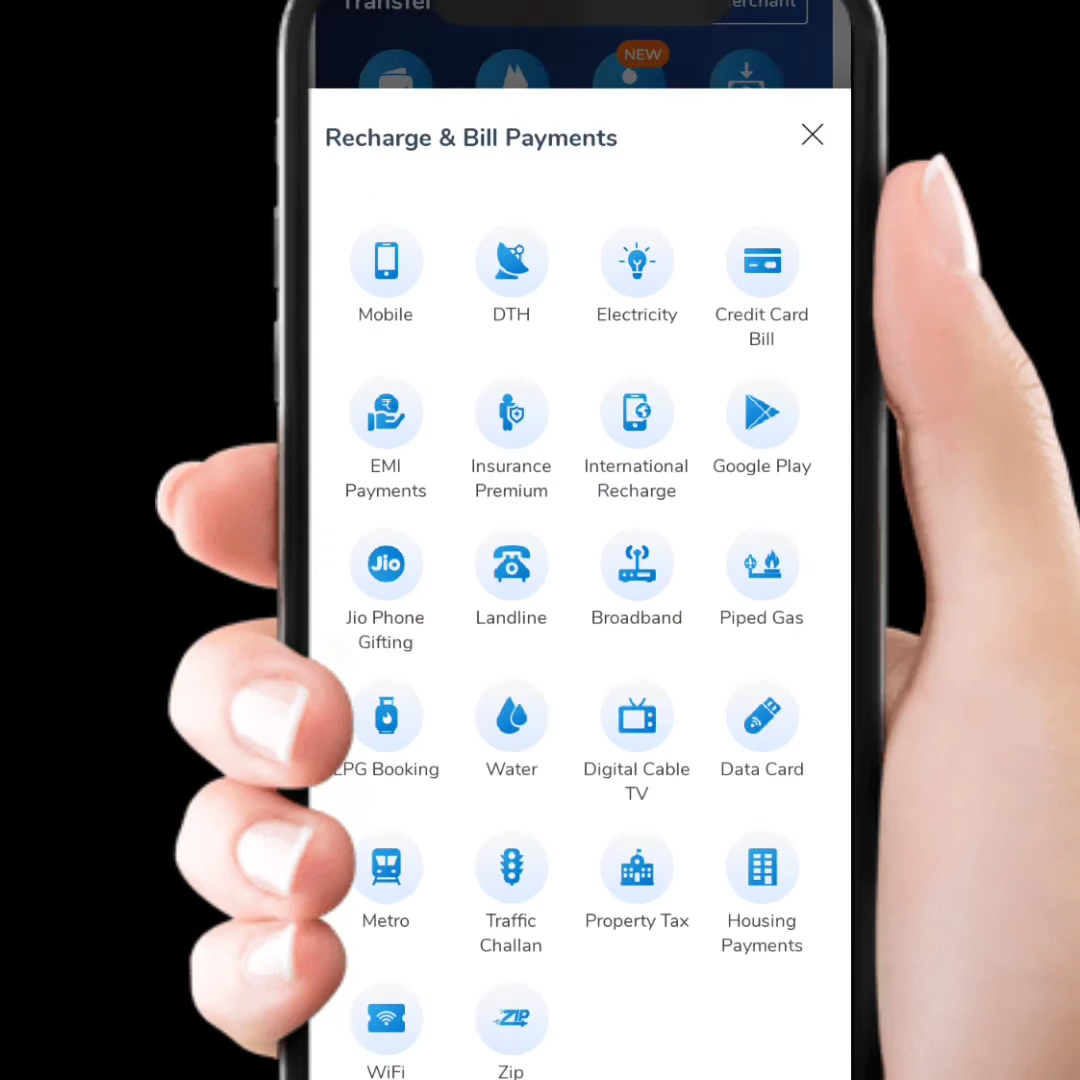 Transfer
NEW
Recharge & Bill Payments
Mobile
DTH
Electricity
Credit Card
Bill
EMI
Payments
Insurance
Premium
International
Recharge
Google Play
Jio
Jio Phone
Gifting
Landline
Broadband
Piped Gas
LPG Booking
Water
Digital Cable
TV
Data Card
Metro
Traffic
Challan
Property Tax
Housing
Payments
ZIP
WiFi
Zip